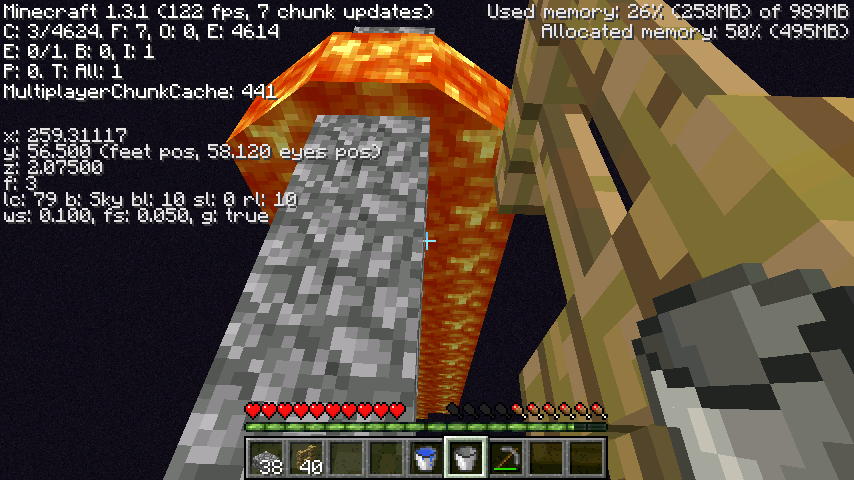 Minecraft 1.3.1 (122 fps, 7 chunk updates)
C: 3/4624. F: 7, O: 0, E: 4614
E: 0/1. B: 0, I: 1
P: 0. T: All: 1
MultiplayerChunkCache: 441
x: 259.31117
y: 56.500 (feet pos, 58.120 eyes pos)
z: 2.07500
f: 3
lc: 79 b: Sky bl: 10 sl: 0 rl: 10
ws: 0.100, fs: 0.050, g: true
Used memory: 26% (258MB) of 989MB
Allocated memory: 50% (495MB)
38
40